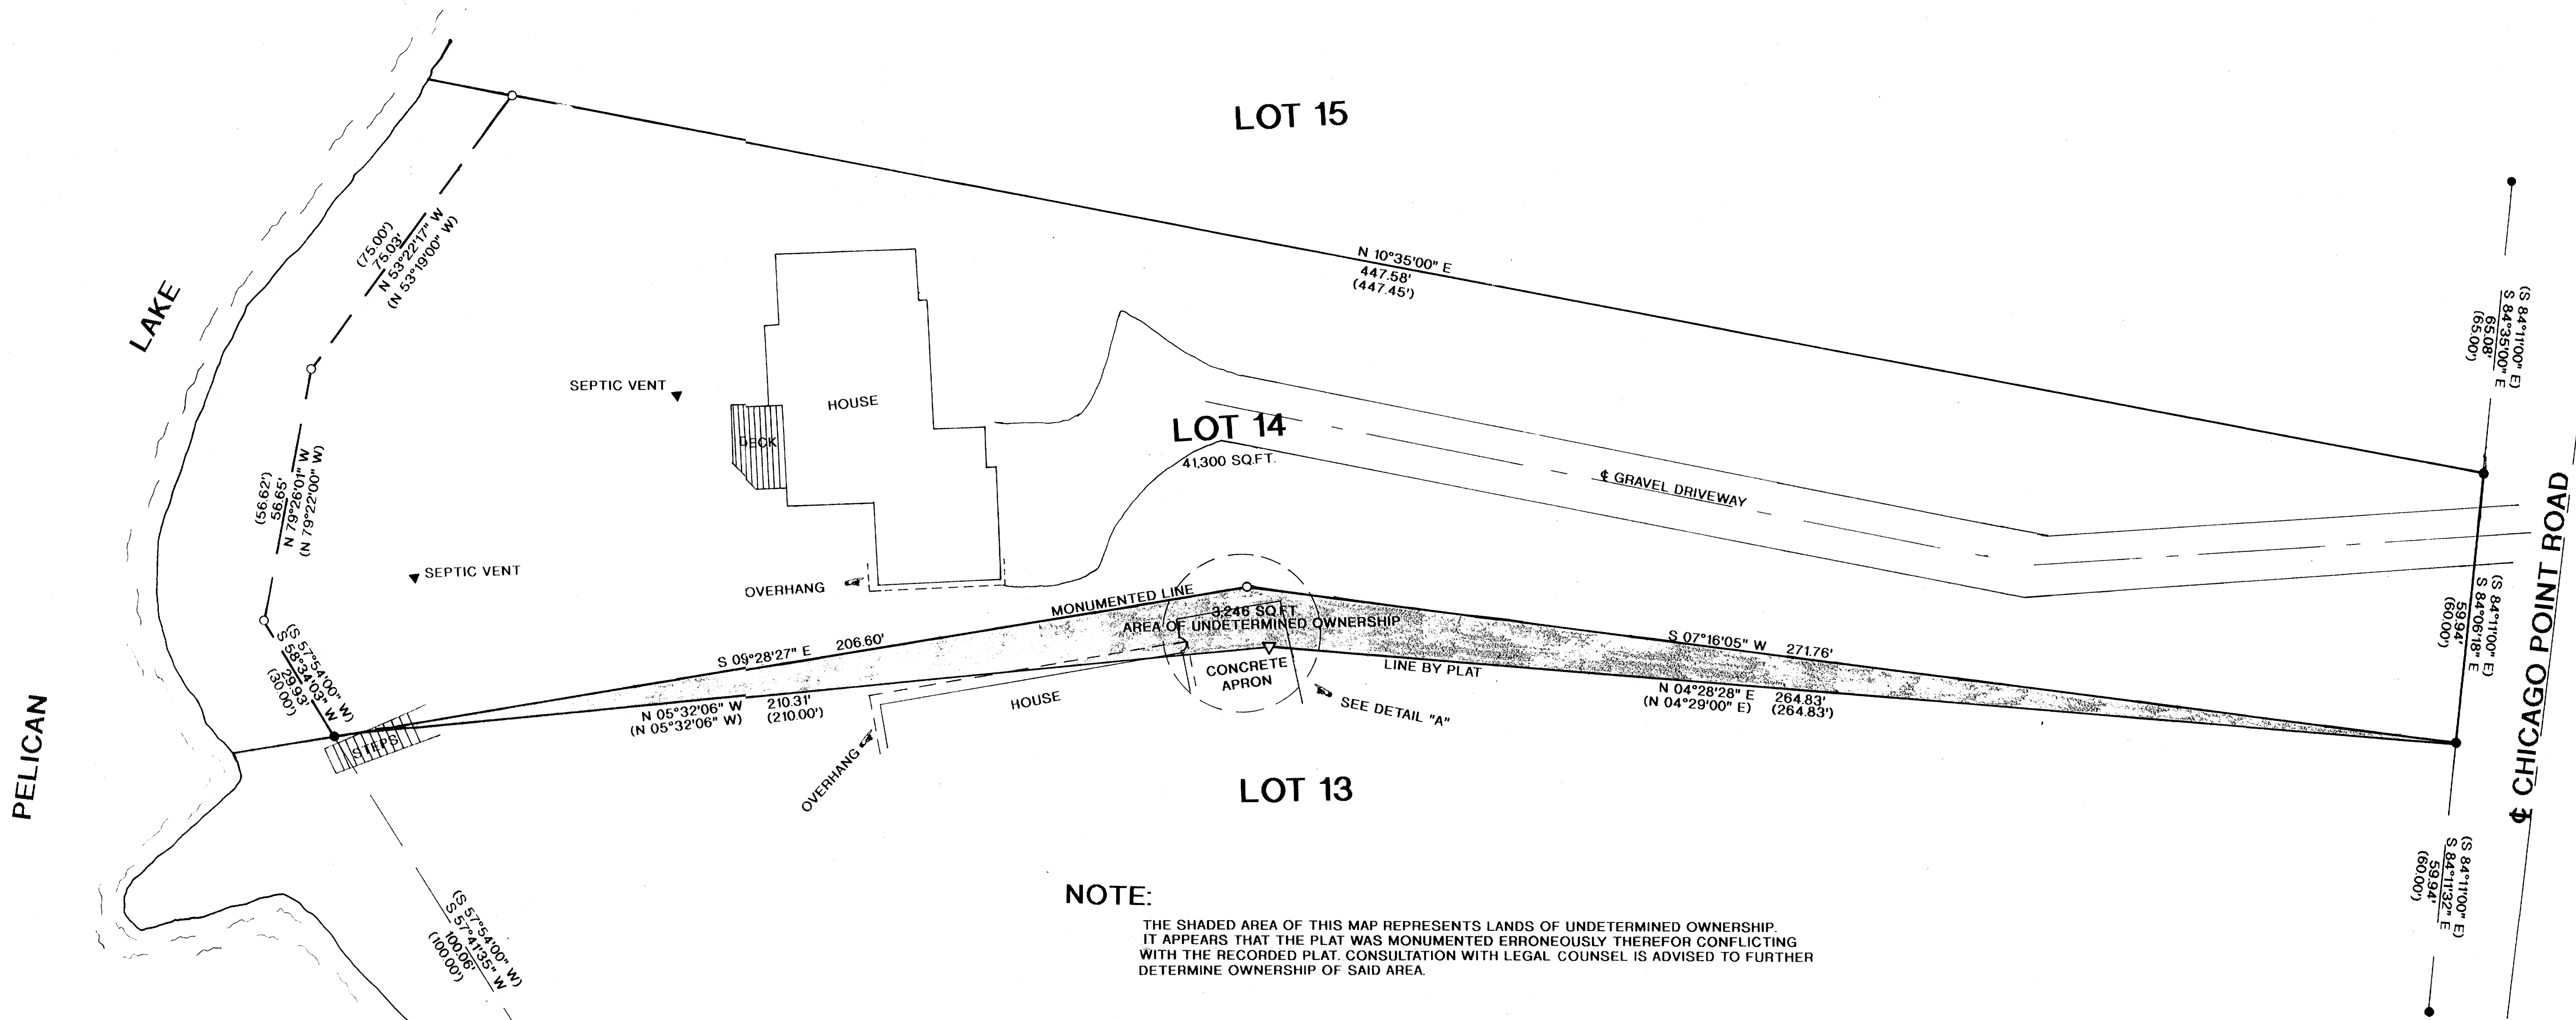 LOT 15
N 10°35'00" E
447.58'
(447.45')
(S 84°11'00" E)
S 84°35'00" E
65.08'
(65.00')
(75.00')
75.03'
N 53°22'17" W
(N 53°19'00" W)
LAKE
SEPTIC VENT
HOUSE
DECK
LOT 14
41,300 SQ.FT.
℄ GRAVEL DRIVEWAY
(56.62')
56.65'
N 79°26'01" W
(N 79°22'00" W)
SEPTIC VENT
OVERHANG
MONUMENTED LINE
3,246 SQ.FT.
AREA OF UNDETERMINED OWNERSHIP
(S 84°11'00" E)
S 84°06'18" E
59.94'
(60.00')
℄ CHICAGO POINT ROAD
S 09°28'27" E 206.60'
S 07°16'05" W 271.76'
(S 57°54'00" W)
S 58°34'03" W
29.93'
(30.00')
N 05°32'06" W 210.31'
(N 05°32'06" W) (210.00')
CONCRETE
APRON
LINE BY PLAT
N 04°28'28" E 264.83'
(N 04°29'00" E) (264.83')
HOUSE
SEE DETAIL "A"
STEPS
OVERHANG
PELICAN
LOT 13
(S 57°54'00" W)
S 57°41'35" W
100.06'
(100.00')
(S 84°11'00" E)
S 84°11'32" E
59.94'
(60.00')
NOTE:
THE SHADED AREA OF THIS MAP REPRESENTS LANDS OF UNDETERMINED OWNERSHIP.
IT APPEARS THAT THE PLAT WAS MONUMENTED ERRONEOUSLY THEREFOR CONFLICTING
WITH THE RECORDED PLAT. CONSULTATION WITH LEGAL COUNSEL IS ADVISED TO FURTHER
DETERMINE OWNERSHIP OF SAID AREA.